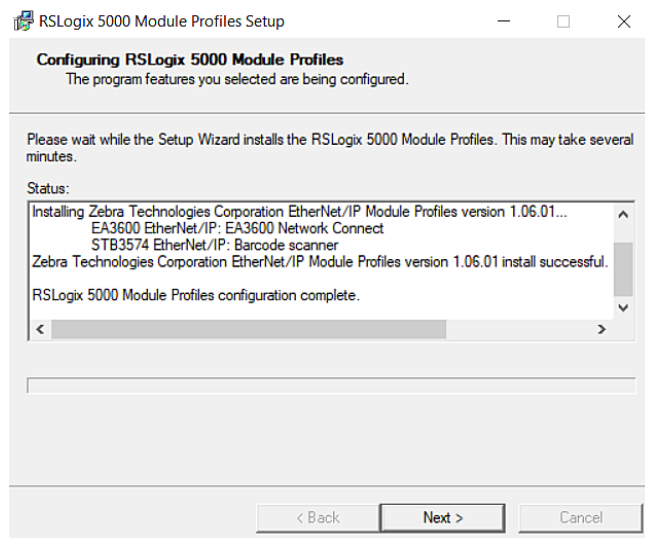 RSLogix 5000 Module Profiles Setup
Configuring RSLogix 5000 Module Profiles
The program features you selected are being configured.
Please wait while the Setup Wizard installs the RSLogix 5000 Module Profiles. This may take several
minutes.
Status:
Installing Zebra Technologies Corporation EtherNet/IP Module Profiles version 1.06.01...
EA3600 EtherNet/IP: EA3600 Network Connect
STB3574 EtherNet/IP: Barcode scanner
Zebra Technologies Corporation EtherNet/IP Module Profiles version 1.06.01 install successful.
RSLogix 5000 Module Profiles configuration complete.
< Back Next > Cancel